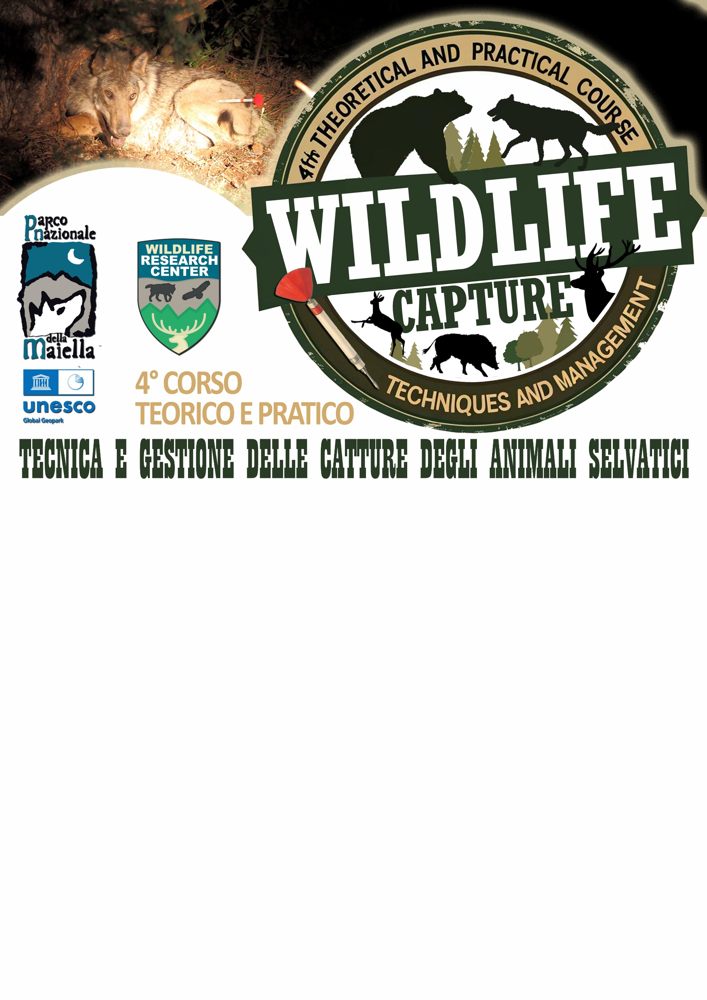 4th THEORETICAL AND PRACTICAL COURSE
WILDLIFE
CAPTURE
TECHNIQUES AND MANAGEMENT
Parco
nazionale
della
Maiella
WILDLIFE
RESEARCH
CENTER
UNESCO
unesco
Global Geopark
4° CORSO
TEORICO E PRATICO
TECNICA E GESTIONE DELLE CATTURE DEGLI ANIMALI SELVATICI